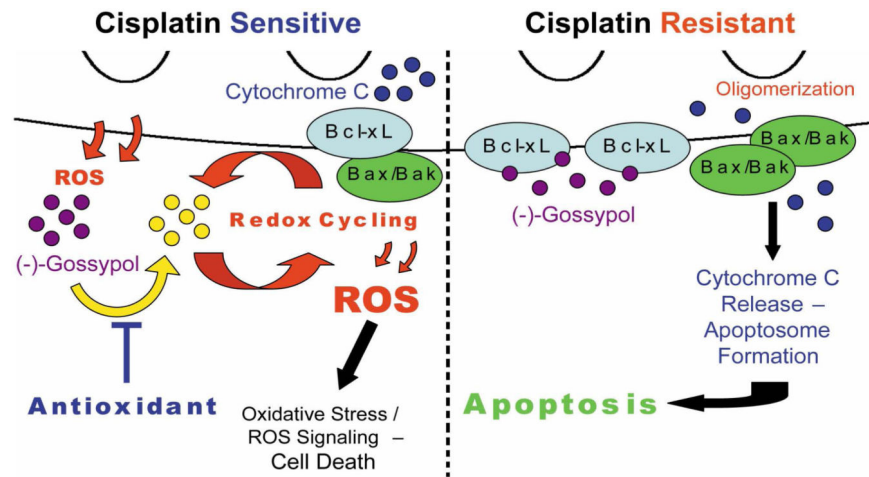 Cisplatin Sensitive
Cytochrome C
Bcl-xL
Bax/Bak
ROS
(-)-Gossypol
Redox Cycling
ROS
Antioxidant
Oxidative Stress /
ROS Signaling –
Cell Death
Cisplatin Resistant
Oligomerization
Bcl-xL
Bcl-xL
Bax/Bak
Bax/Bak
(-)-Gossypol
Cytochrome C
Release –
Apoptosome
Formation
Apoptosis